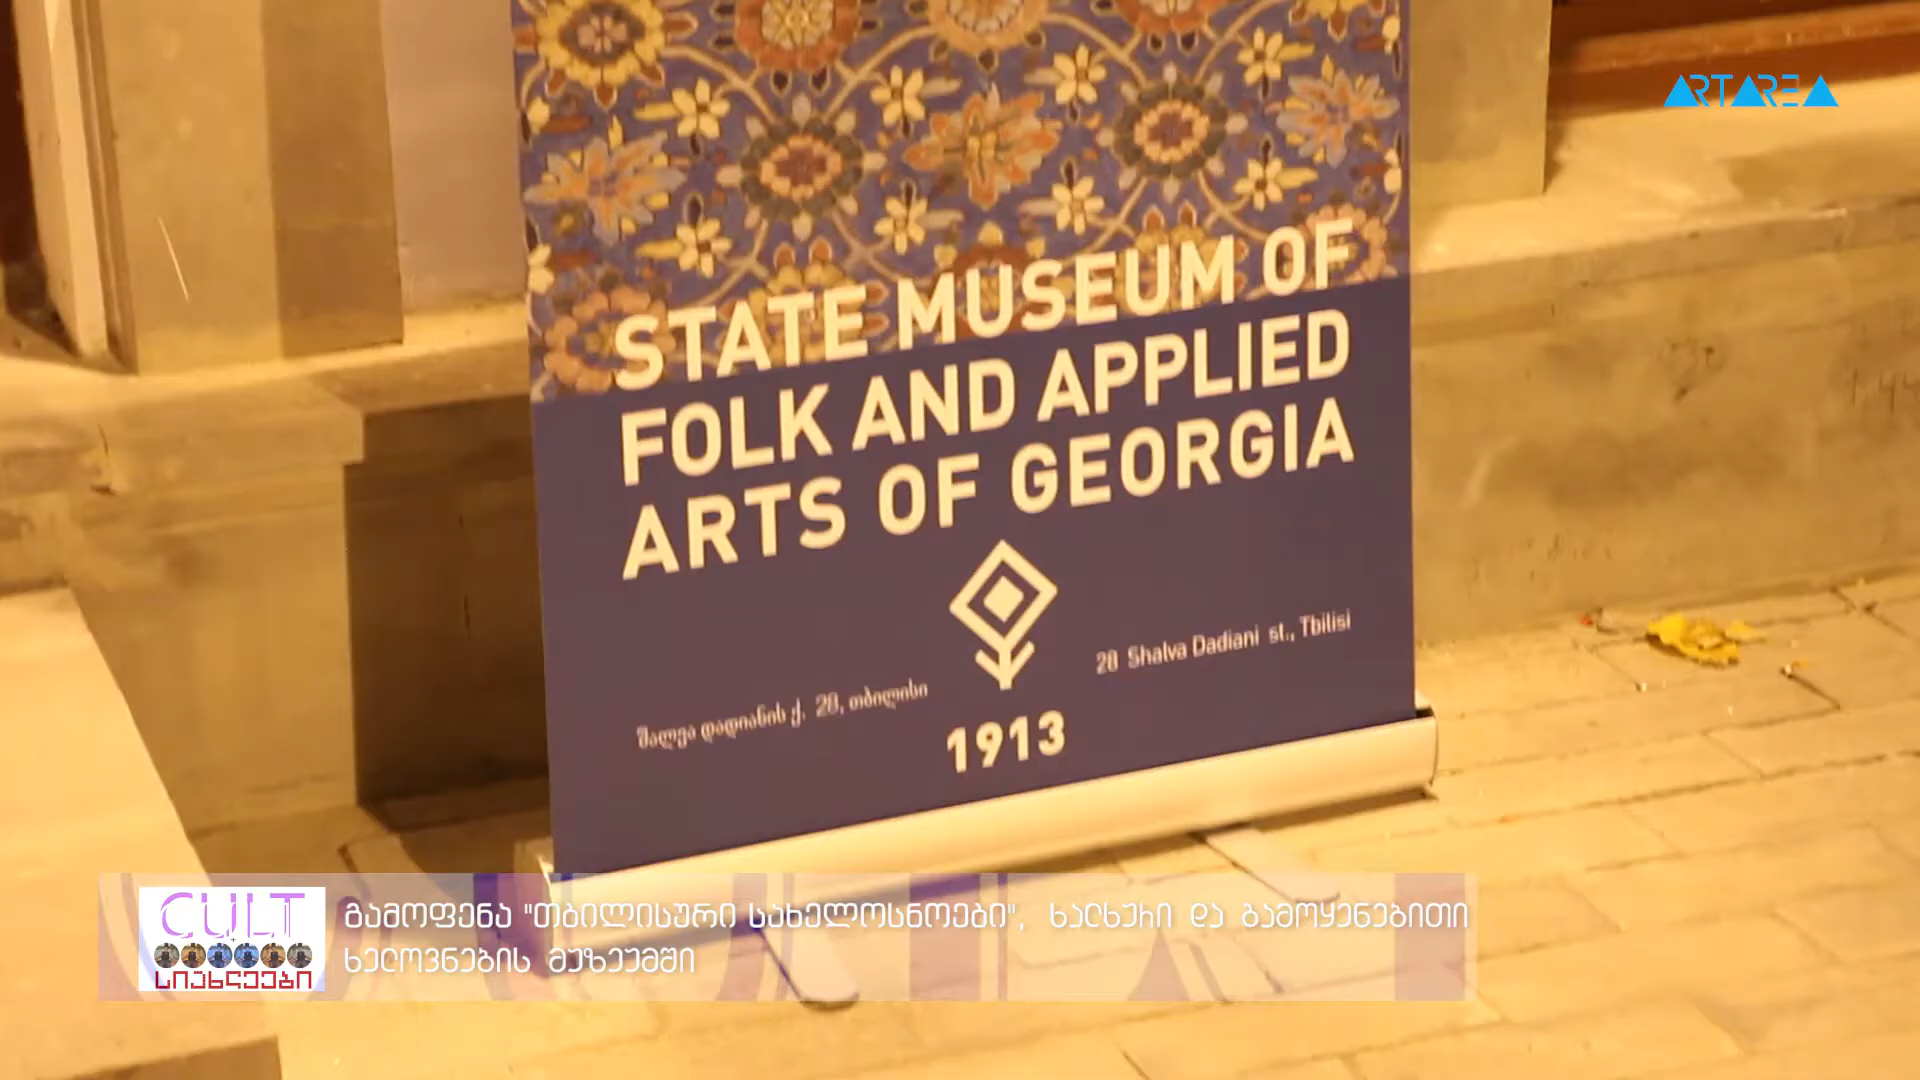 ARTAREA
STATE MUSEUM OF
FOLK AND APPLIED
ARTS OF GEORGIA
შალვა დადიანის ქ. 28, თბილისი
28 Shalva Dadiani st., Tbilisi
1913
CULT
სიახლეები
გამოფენა "თბილისური სახელოსნოები", ხალხური და გამოყენებითი
ხელოვნების მუზეუმში